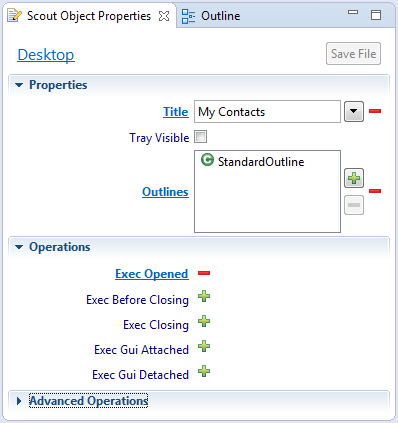 Scout Object Properties
Outline
Desktop
Save File
Properties
Title
My Contacts
Tray Visible
Outlines
StandardOutline
Operations
Exec Opened
Exec Before Closing
Exec Closing
Exec Gui Attached
Exec Gui Detached
Advanced Operations